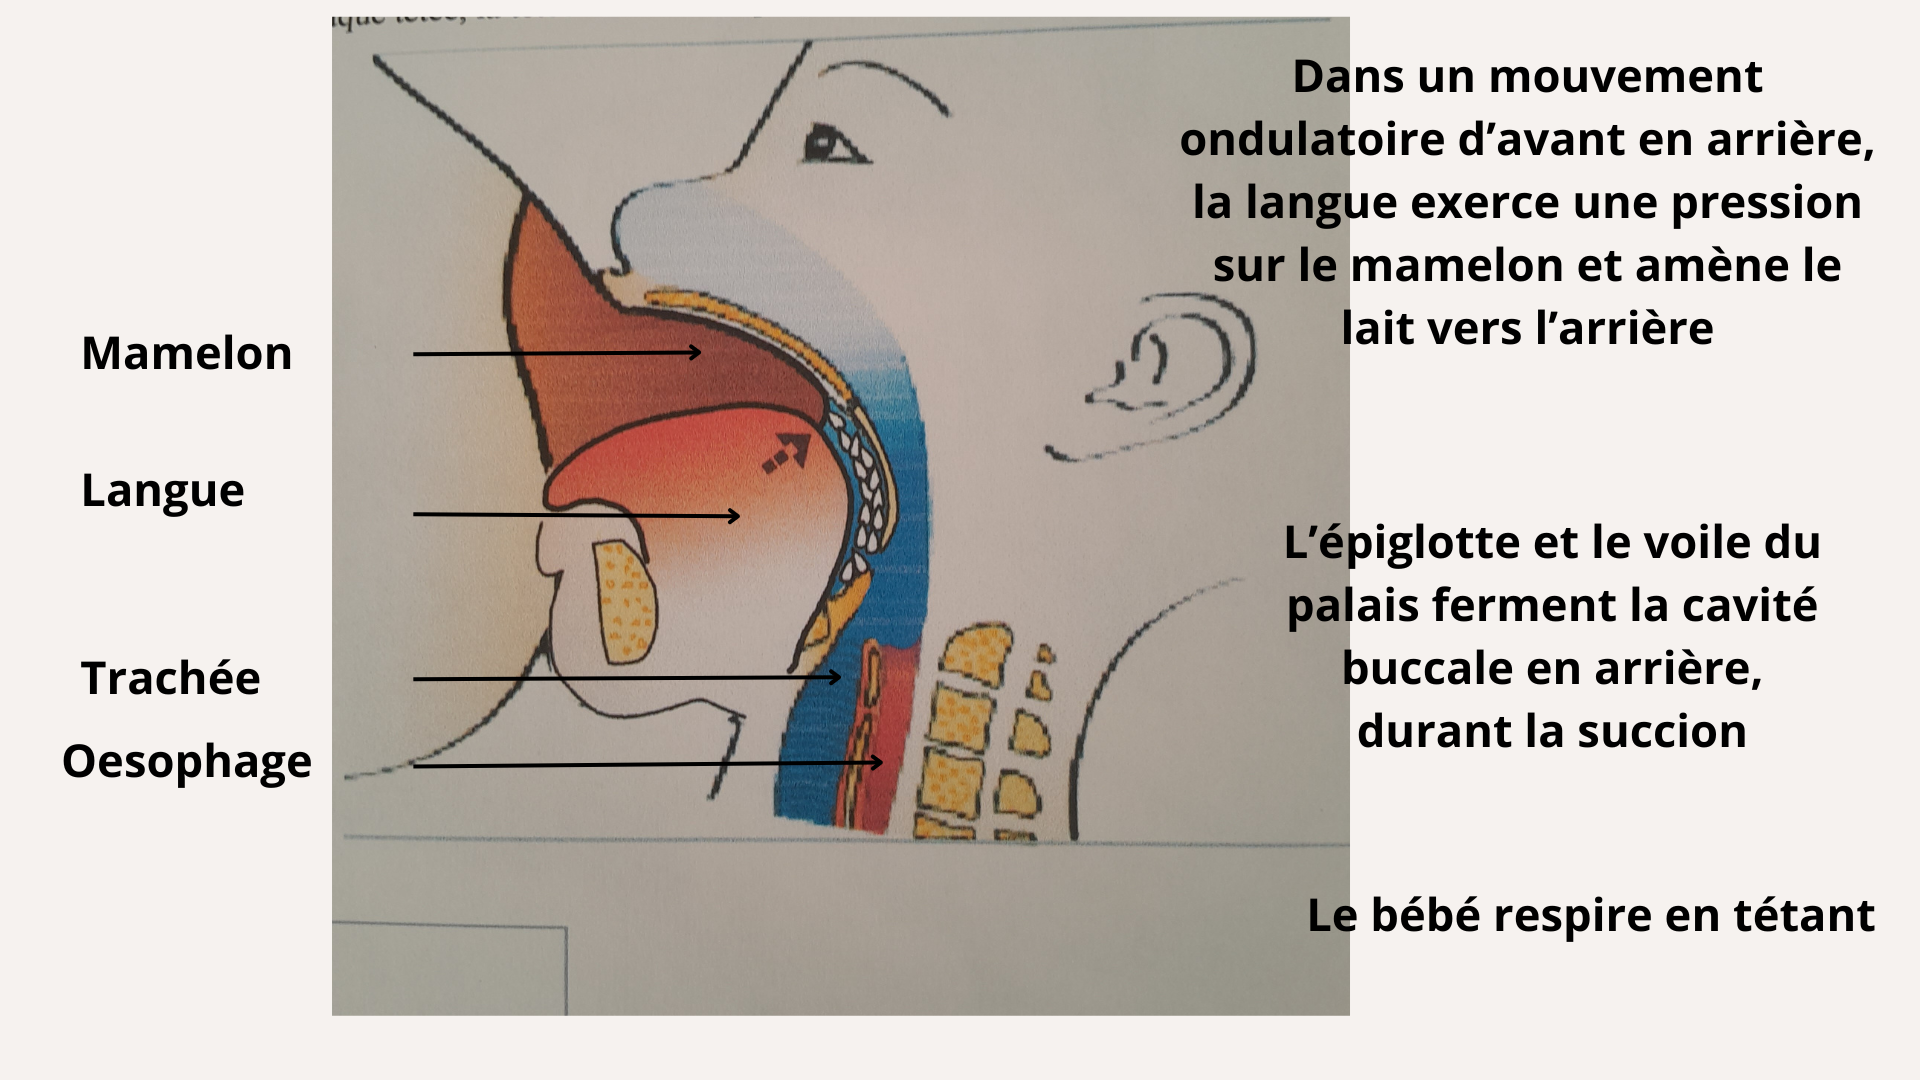 Dans un mouvement
ondulatoire d’avant en arrière,
la langue exerce une pression
sur le mamelon et amène le
lait vers l’arrière
Mamelon
Langue
L’épiglotte et le voile du
palais ferment la cavité
buccale en arrière,
durant la succion
Trachée
Oesophage
Le bébé respire en tétant